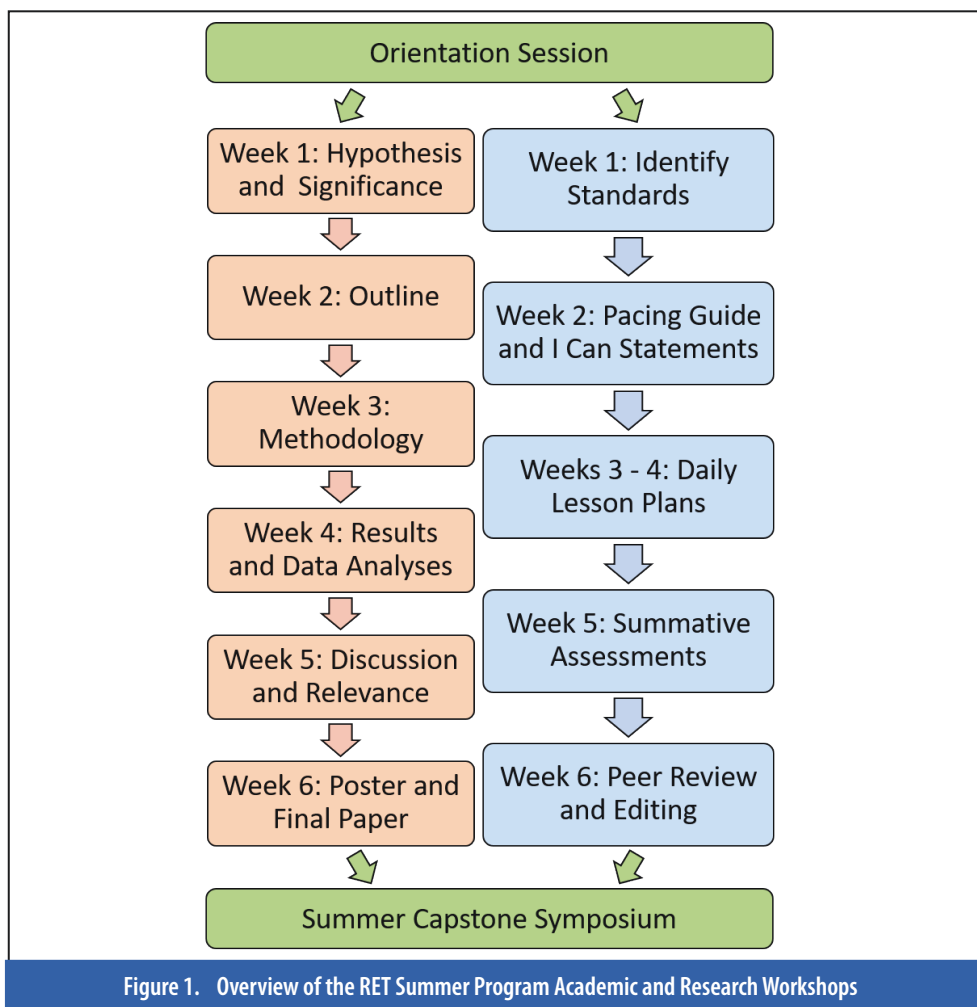 Orientation Session
Week 1: Hypothesis
and Significance
Week 2: Outline
Week 3:
Methodology
Week 4: Results
and Data Analyses
Week 5: Discussion
and Relevance
Week 6: Poster and
Final Paper
Week 1: Identify
Standards
Week 2: Pacing Guide
and I Can Statements
Weeks 3 - 4: Daily
Lesson Plans
Week 5: Summative
Assessments
Week 6: Peer Review
and Editing
Summer Capstone Symposium
Figure 1. Overview of the RET Summer Program Academic and Research Workshops